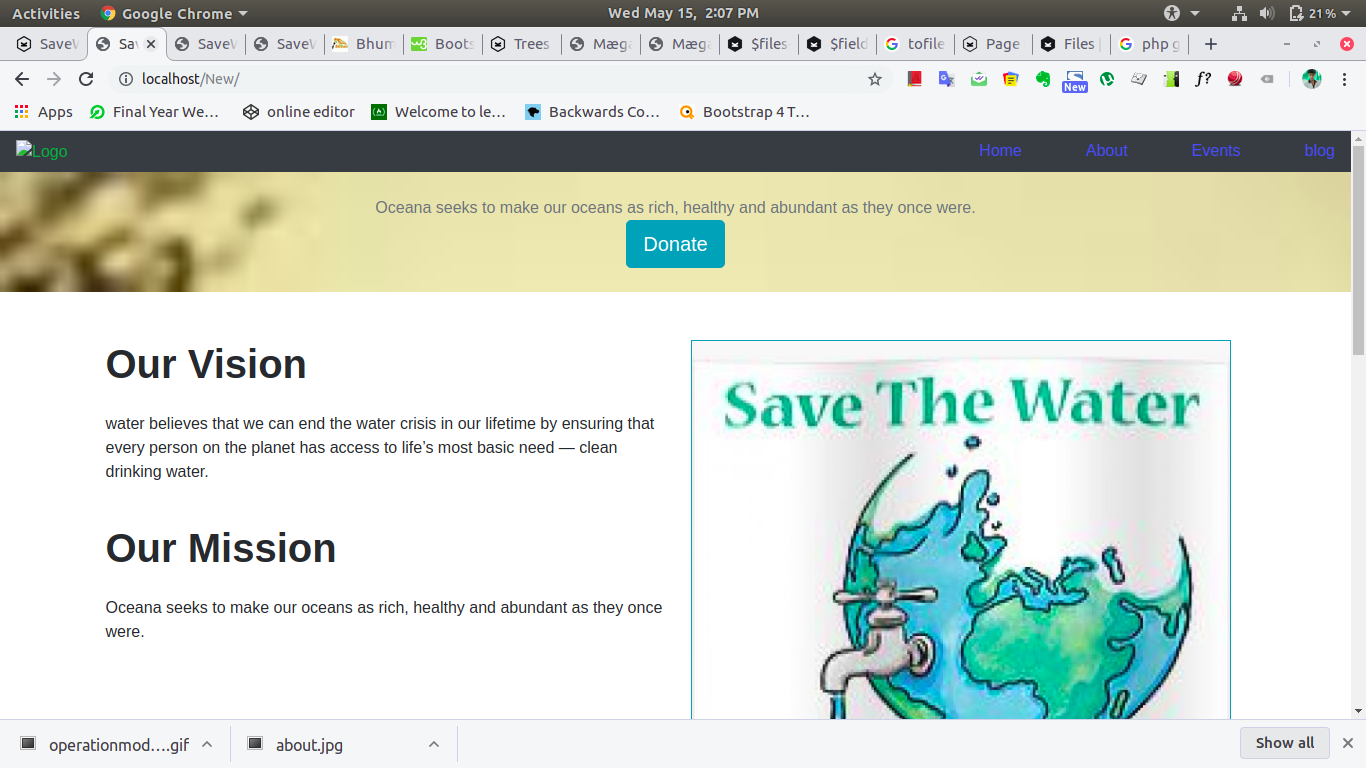 Activities Google Chrome Wed May 15, 2:07 PM 21 %
SaveW Sav SaveW SaveW Bhum Boots Trees Mæga Mæga $files $field tofile Page Files | php g
localhost/New/ New f?
Apps Final Year We… online editor Welcome to le… Backwards Co… Bootstrap 4 T…
Logo Home About Events blog
Oceana seeks to make our oceans as rich, healthy and abundant as they once were.
Donate
Our Vision
water believes that we can end the water crisis in our lifetime by ensuring that
every person on the planet has access to life’s most basic need — clean
drinking water.
Our Mission
Oceana seeks to make our oceans as rich, healthy and abundant as they once
were.
Save The Water
operationmod….gif about.jpg Show all